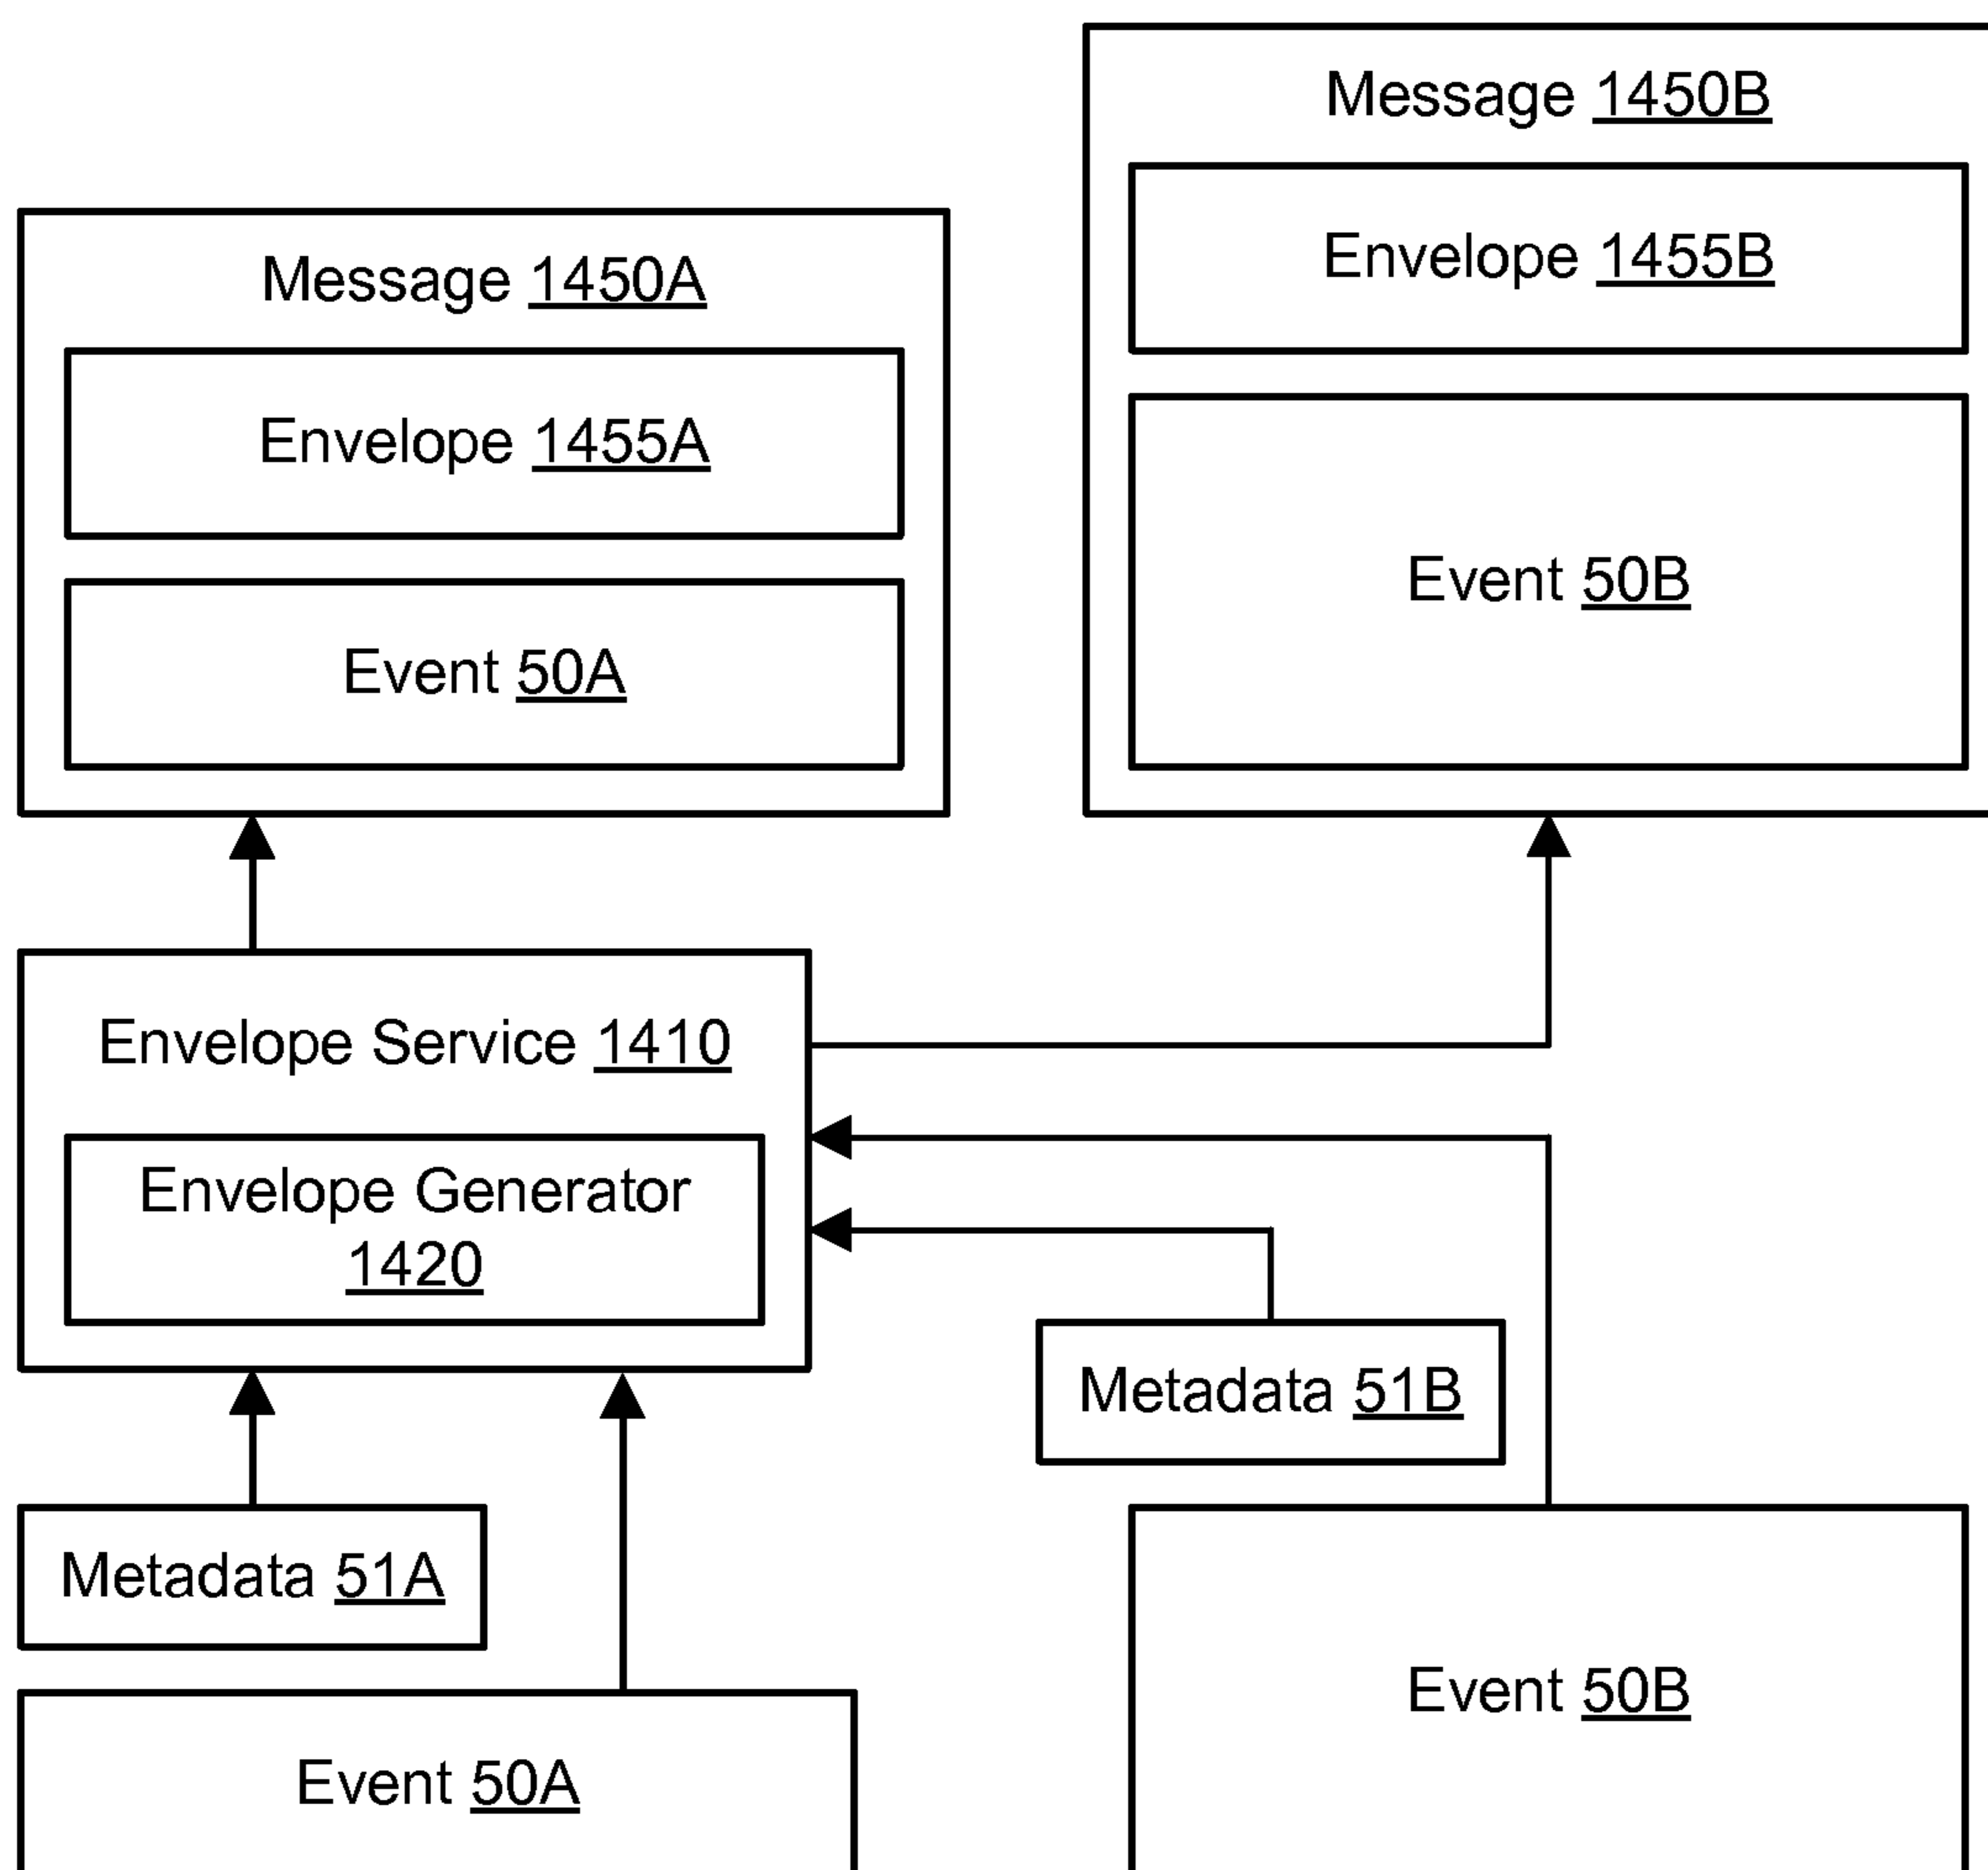 Message 1450B
Envelope 1455B
Event 50B
Message 1450A
Envelope 1455A
Event 50A
Envelope Service 1410
Envelope Generator
1420
Metadata 51B
Metadata 51A
Event 50B
Event 50A